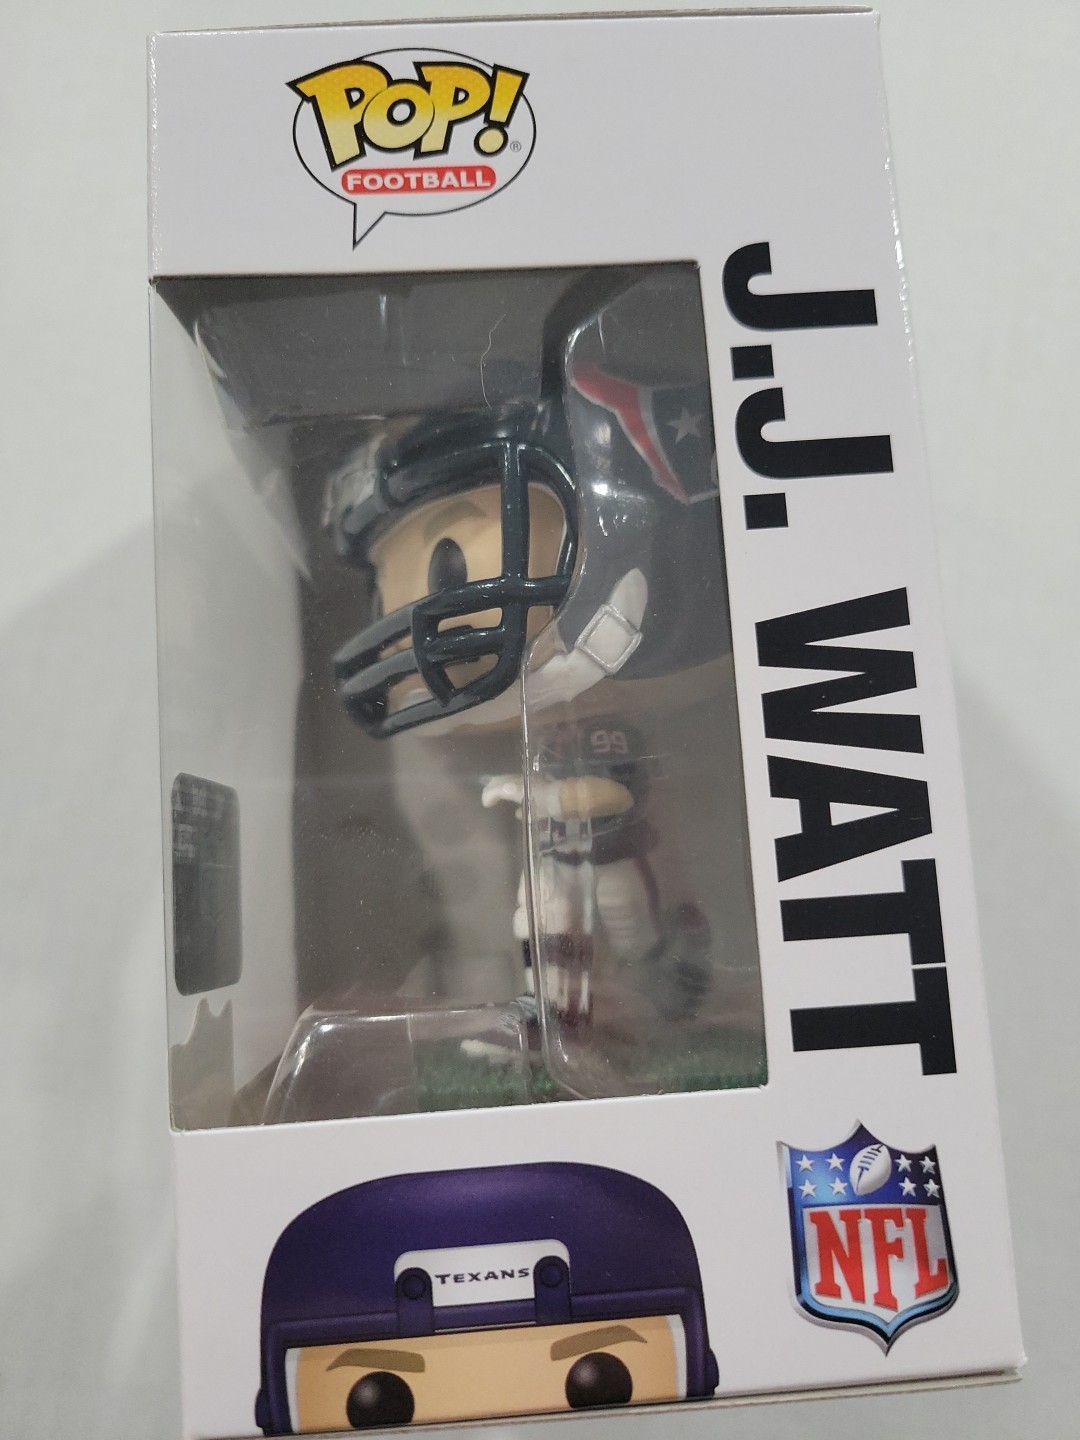 POP!®
FOOTBALL
J.J. WATT
99
TEXANS
NFL